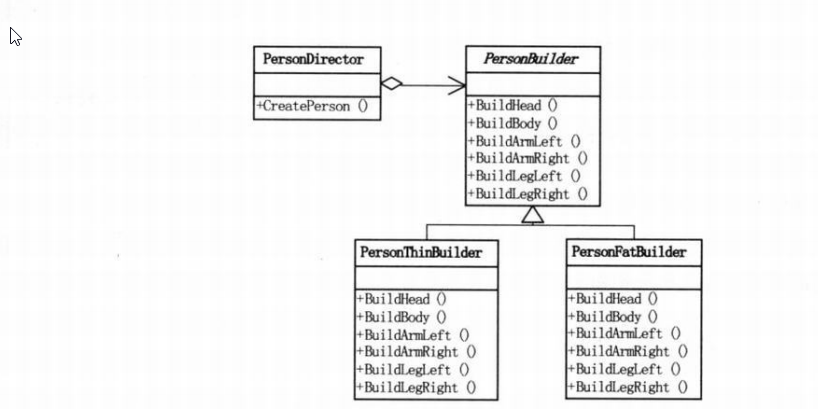 PersonDirector
+CreatePerson ()
PersonBuilder
+BuildHead ()
+BuildBody ()
+BuildArmLeft ()
+BuildArmRight ()
+BuildLegLeft ()
+BuildLegRight ()
PersonThinBuilder
+BuildHead ()
+BuildBody ()
+BuildArmLeft ()
+BuildArmRight ()
+BuildLegLeft ()
+BuildLegRight ()
PersonFatBuilder
+BuildHead ()
+BuildBody ()
+BuildArmLeft ()
+BuildArmRight ()
+BuildLegLeft ()
+BuildLegRight ()